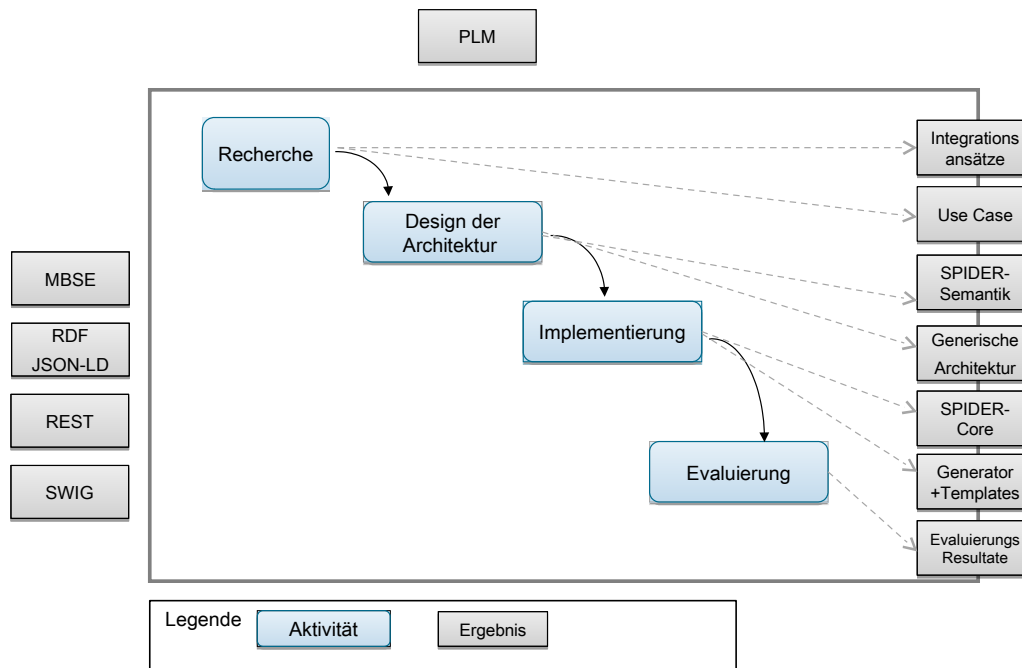 PLM
Recherche
Integrations
ansätze
Design der
Architektur
Use Case
MBSE
SPIDER-
Semantik
RDF
JSON-LD
Implementierung
Generische
Architektur
REST
SPIDER-
Core
SWIG
Evaluierung
Generator
+Templates
Evaluierungs
Resultate
Legende
Aktivität
Ergebnis